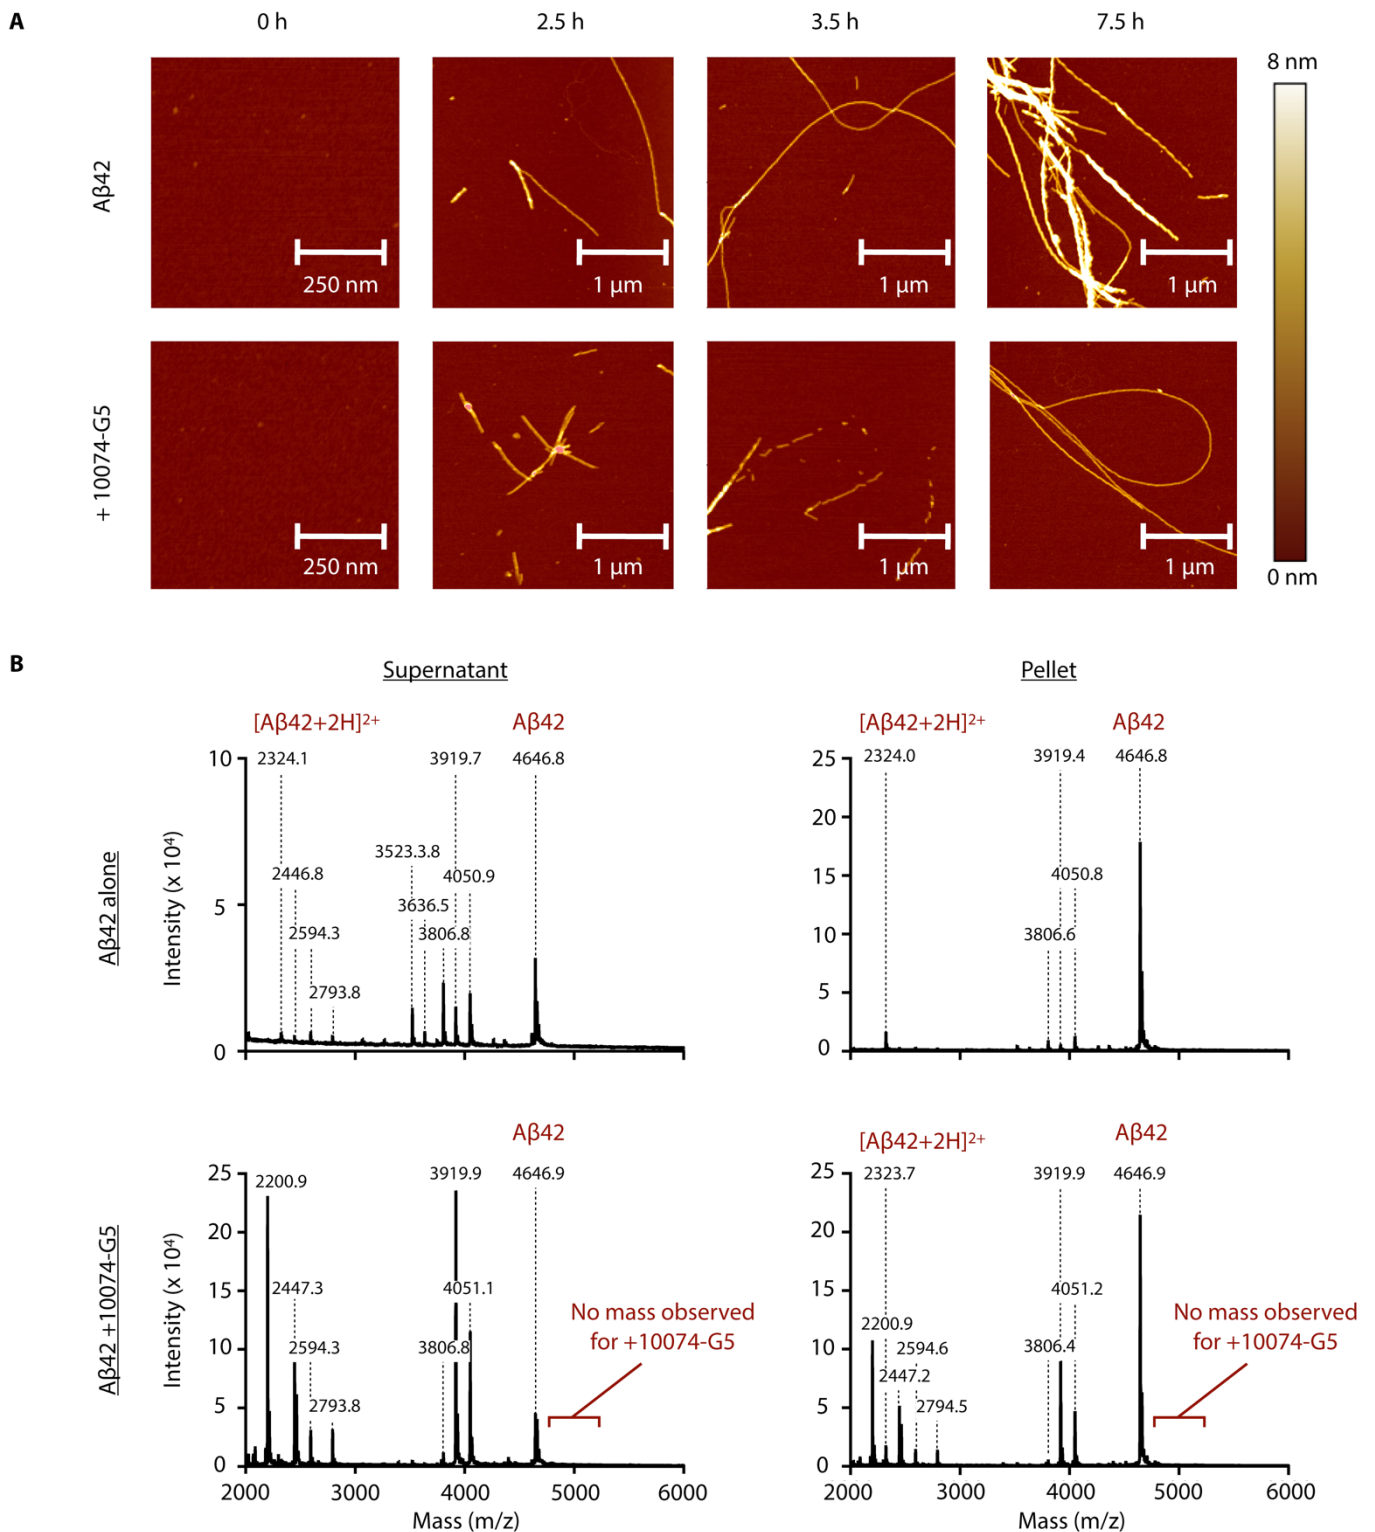 A
0 h
2.5 h
3.5 h
7.5 h
8 nm
Aβ42
250 nm
1 µm
1 µm
1 µm
+ 10074-G5
250 nm
1 µm
1 µm
1 µm
0 nm
B
Supernatant
Pellet
Aβ42 alone
[Aβ42+2H]²⁺
Aβ42
2324.1
3919.7
4646.8
3523.3.8
2446.8
4050.9
3636.5
2594.3
3806.8
2793.8
Intensity (x 10⁴)
10
5
0
[Aβ42+2H]²⁺
Aβ42
2324.0
3919.4
4646.8
4050.8
3806.6
25
20
15
10
5
0
Aβ42 +10074-G5
Aβ42
2200.9
3919.9
4646.9
2447.3
4051.1
2594.3
3806.8
2793.8
No mass observed
for +10074-G5
Intensity (x 10⁴)
25
20
15
10
5
0
2000
3000
4000
5000
6000
Mass (m/z)
[Aβ42+2H]²⁺
Aβ42
2323.7
3919.9
4646.9
4051.2
2200.9
2594.6
3806.4
2447.2
2794.5
No mass observed
for +10074-G5
25
20
15
10
5
0
2000
3000
4000
5000
6000
Mass (m/z)